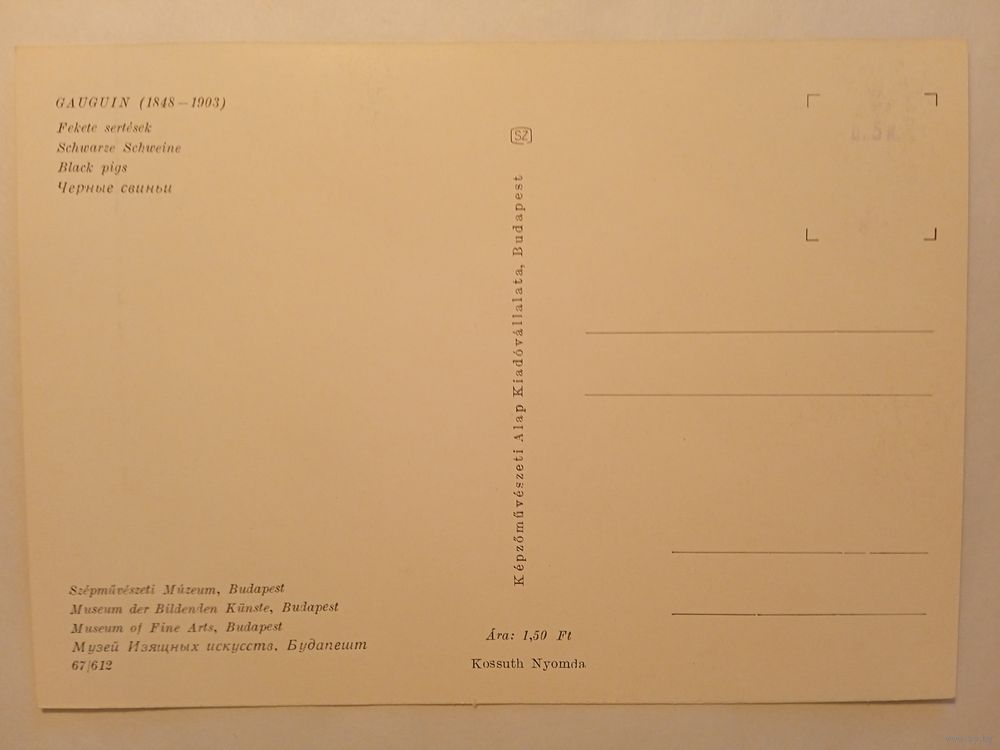 GAUGUIN (1848—1903)
Fekete sertések
Schwarze Schweine
Black pigs
Черные свиньи
SZ
Képzőművészeti Alap Kiadóvállalata, Budapest
Szépművészeti Múzeum, Budapest
Museum der Bildenden Künste, Budapest
Museum of Fine Arts, Budapest
Музей Изящных искусств. Будапешт
67/612
Ára: 1,50 Ft
Kossuth Nyomda